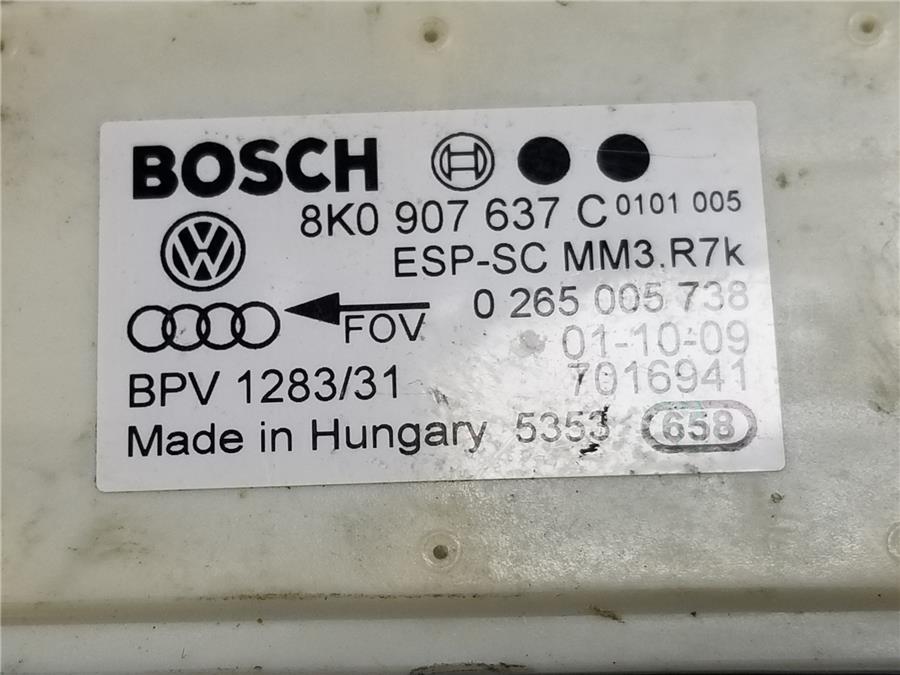 BOSCH
8K0 907 637 C 0101 005
ESP-SC MM3.R7k
0 265 005 738
FOV
01-10-09
BPV 1283/31 7016941
Made in Hungary 5353 658